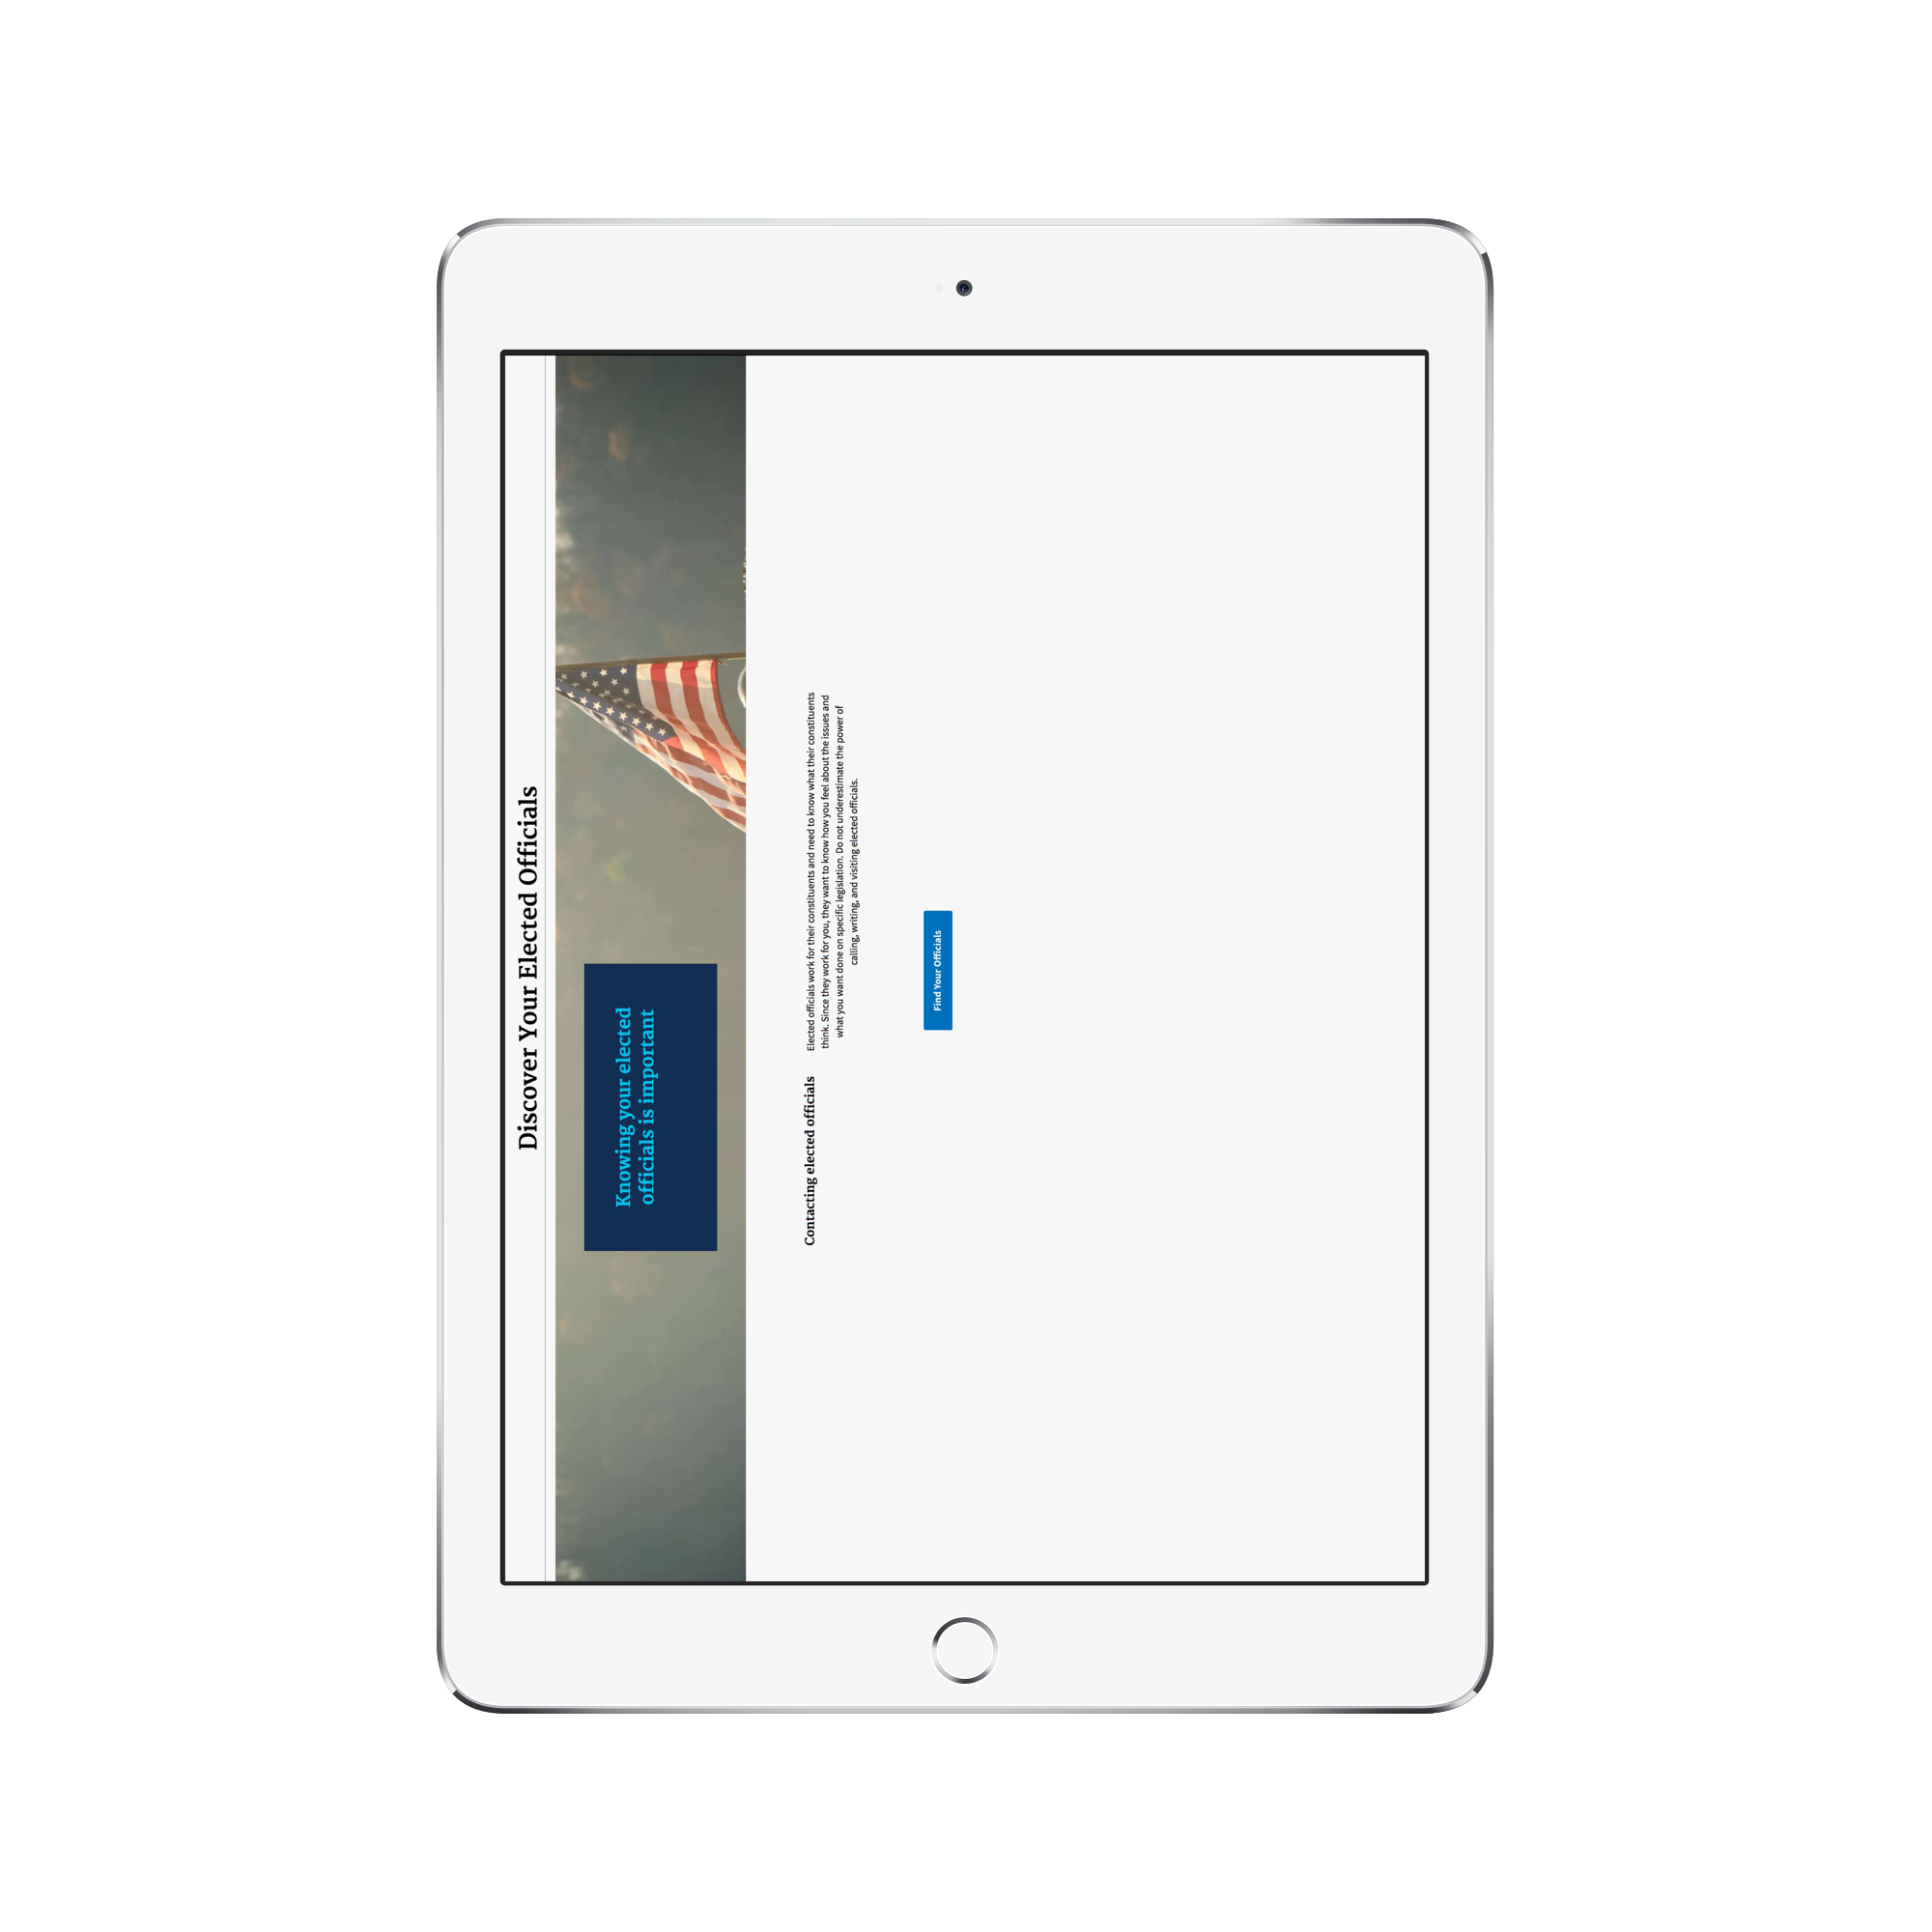 Discover Your Elected Officials
Knowing your elected
officials is important
Contacting elected officials
Elected officials work for their constituents and need to know what their constituents
think. Since they work for you, they want to know how you feel about the issues and
what you want done on specific legislation. Do not underestimate the power of
calling, writing, and visiting elected officials.
Find Your Officials